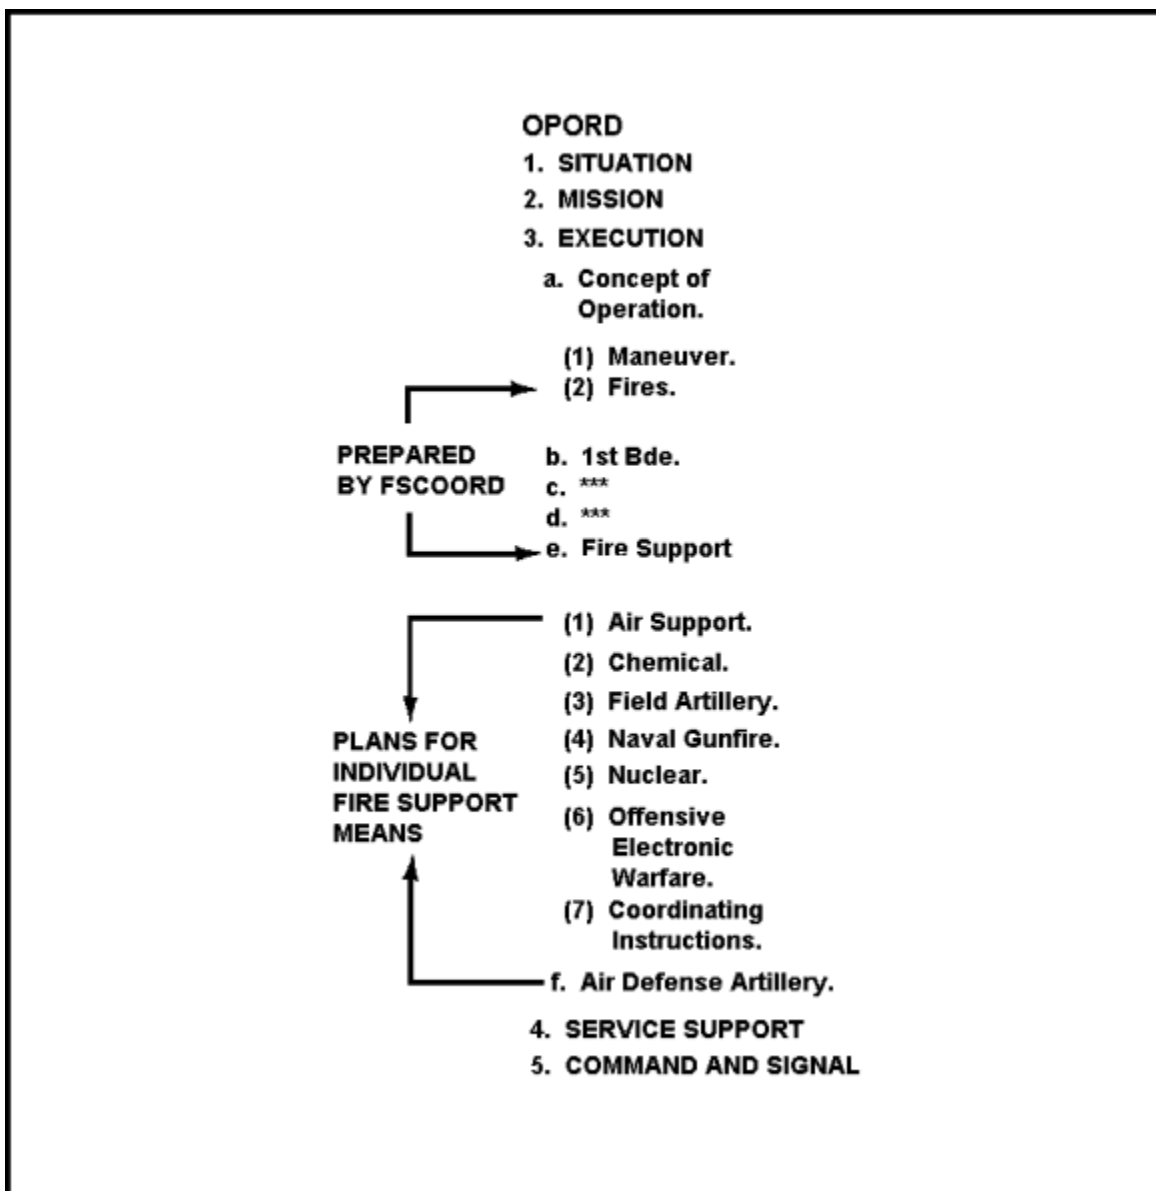 OPORD
1. SITUATION
2. MISSION
3. EXECUTION
a. Concept of
Operation.
(1) Maneuver.
(2) Fires.
PREPARED
BY FSCOORD
b. 1st Bde.
c. ***
d. ***
e. Fire Support
(1) Air Support.
(2) Chemical.
(3) Field Artillery.
(4) Naval Gunfire.
(5) Nuclear.
(6) Offensive
Electronic
Warfare.
(7) Coordinating
Instructions.
PLANS FOR
INDIVIDUAL
FIRE SUPPORT
MEANS
f. Air Defense Artillery.
4. SERVICE SUPPORT
5. COMMAND AND SIGNAL